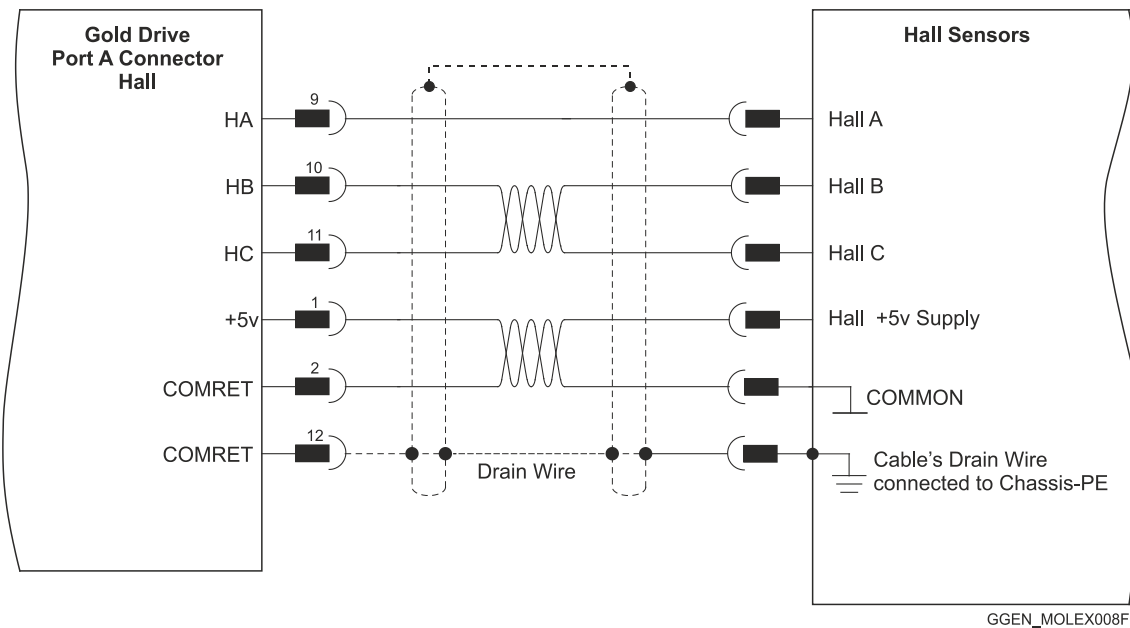 Gold Drive
Port A Connector
Hall
Hall Sensors
HA
9
Hall A
HB
10
Hall B
HC
11
Hall C
+5v
1
Hall +5v Supply
COMRET
2
COMMON
COMRET
12
Drain Wire
Cable's Drain Wire
connected to Chassis-PE
GGEN_MOLEX008F